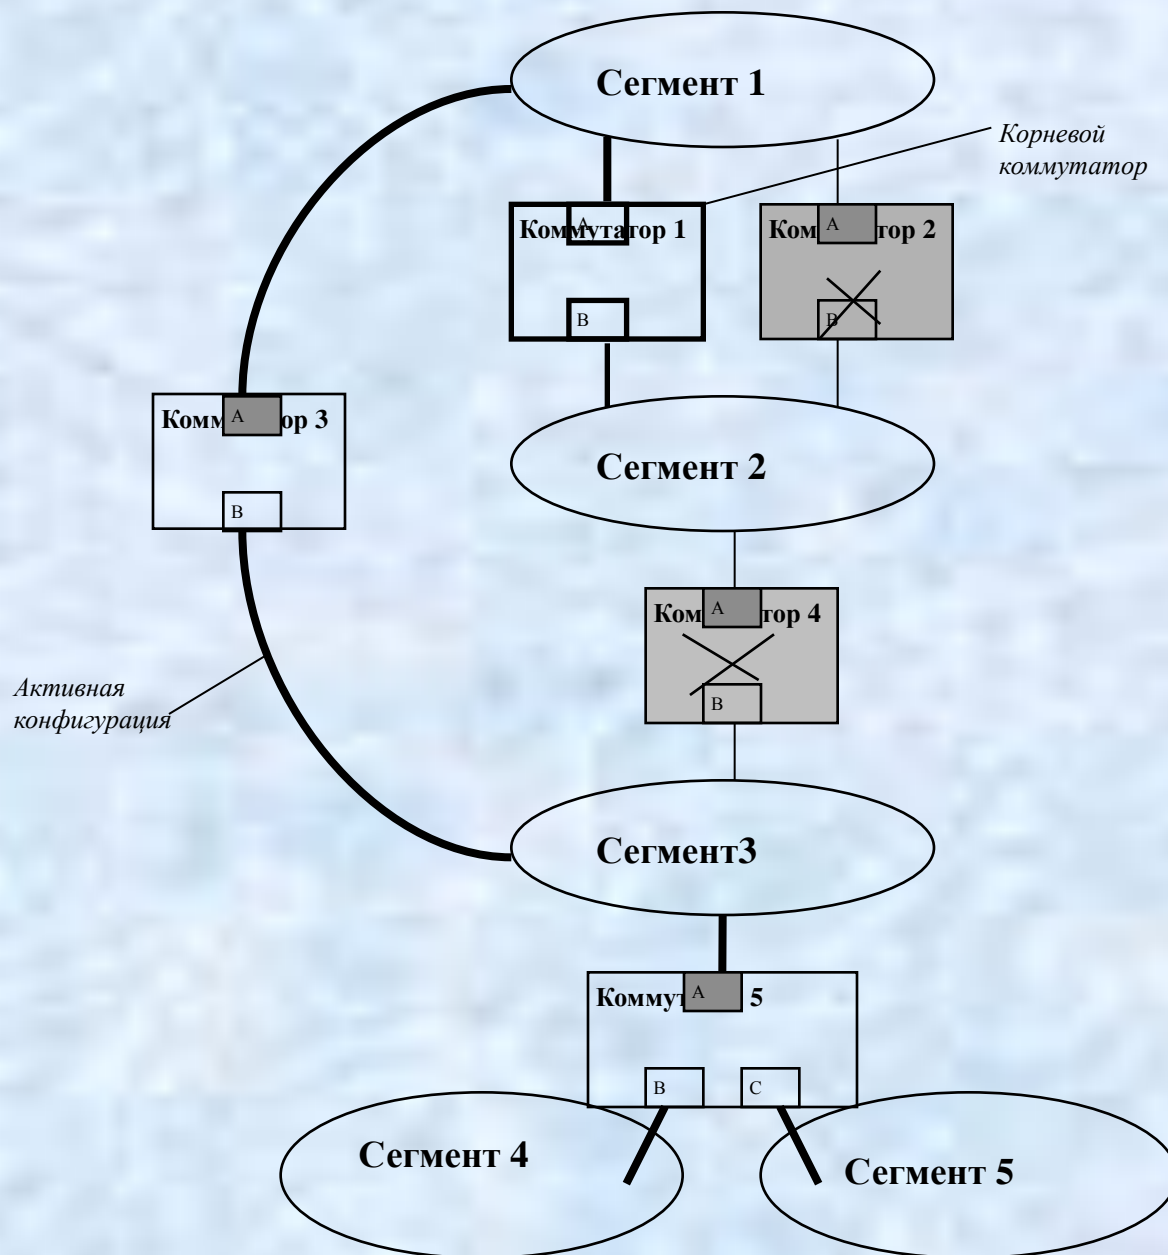 Сегмент 1
Корневой
коммутатор
Коммутатор 1
A
B
Ком тор 2
A
B
Комм ор 3
A
B
Сегмент 2
Ком тор 4
A
B
Активная
конфигурация
Сегмент3
Коммут 5
A
B
C
Сегмент 4
Сегмент 5